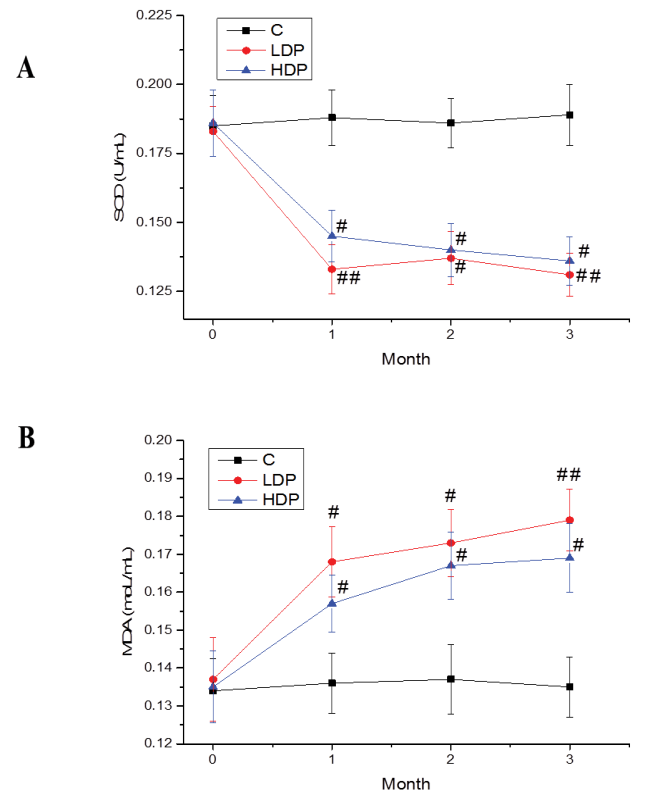 A
0.225
0.200
0.175
0.150
0.125
SOD (U/mL)
C
LDP
HDP
#
##
#
#
#
##
0
1
2
3
Month
B
0.20
0.19
0.18
0.17
0.16
0.15
0.14
0.13
0.12
MDA (moL/mL)
C
LDP
HDP
#
#
#
#
##
#
0
1
2
3
Month